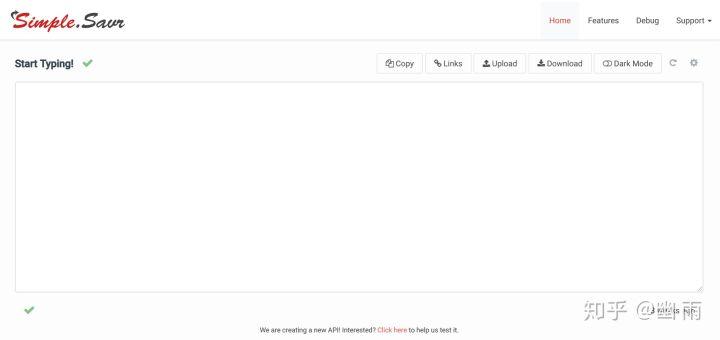 Simple.Savr
Home Features Debug Support
Start Typing!
Copy Links Upload Download Dark Mode
知乎 @幽雨
We are creating a new API! Interested? Click here to help us test it.